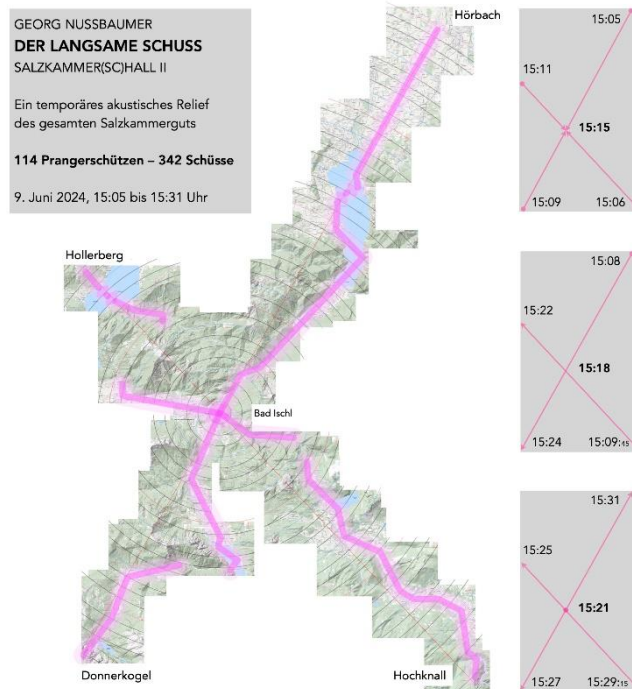 GEORG NUSSBAUMER
DER LANGSAME SCHUSS
SALZKAMMER(SC)HALL II
Ein temporäres akustisches Relief
des gesamten Salzkammerguts
114 Prangerschützen – 342 Schüsse
9. Juni 2024, 15:05 bis 15:31 Uhr
Hörbach
Hollerberg
Bad Ischl
Donnerkogel
Hochknall
15:05
15:11
15:15
15:09
15:06
15:08
15:22
15:18
15:24
15:09:45
15:31
15:25
15:21
15:27
15:29:15